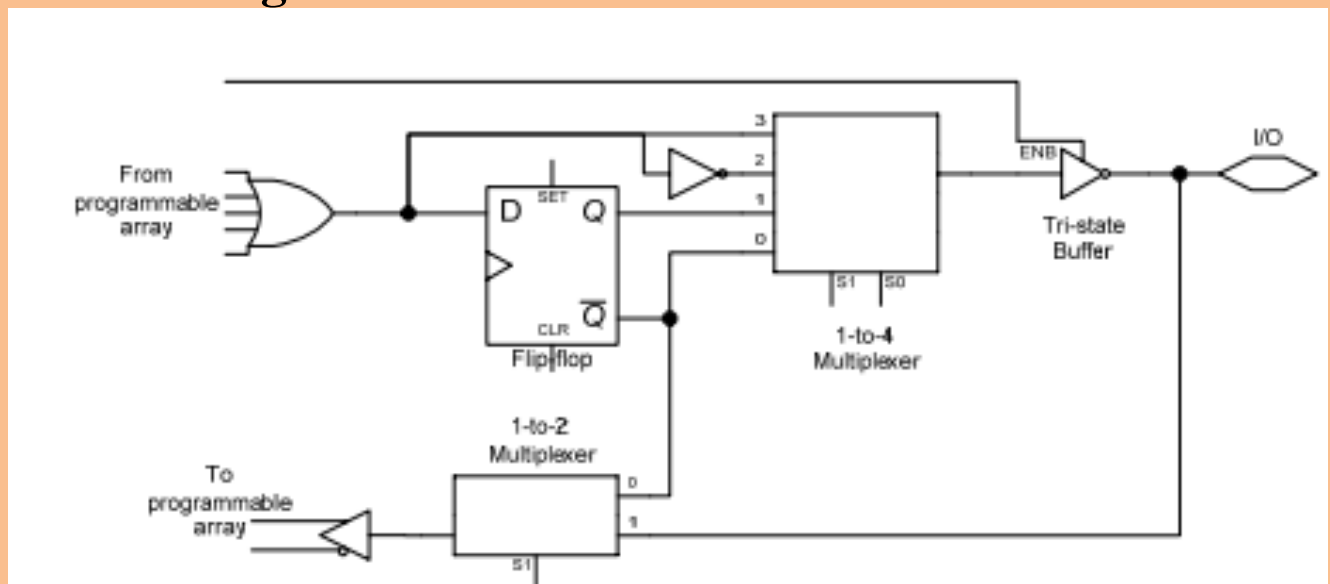 From
programmable
array
D
SET
Q
CLR
Q
Flip-flop
3
2
1
0
S1
S0
1-to-4
Multiplexer
ENB
Tri-state
Buffer
I/O
1-to-2
Multiplexer
0
1
S1
To
programmable
array